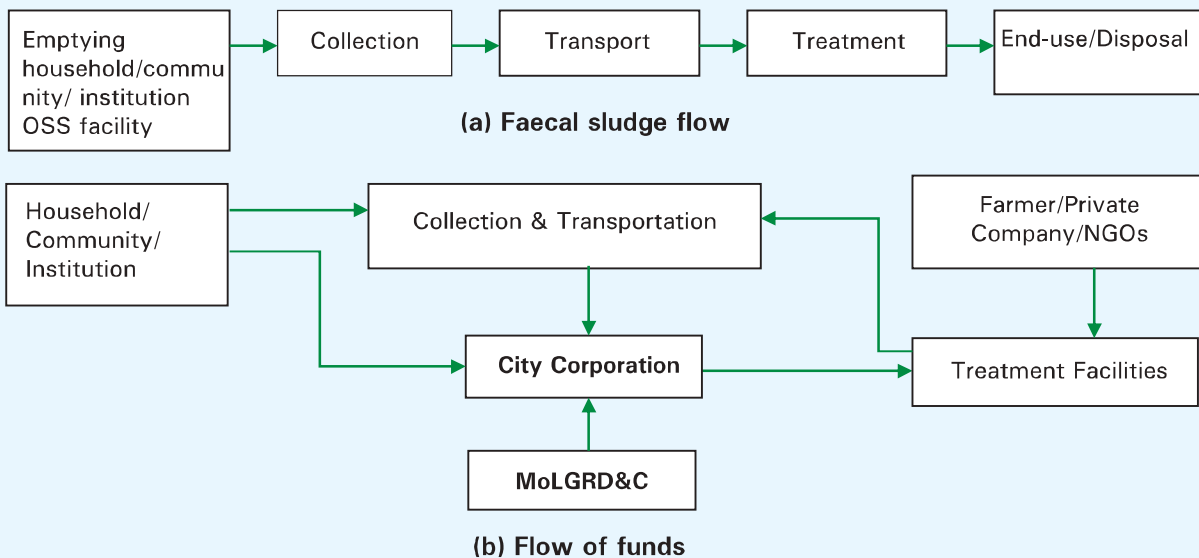 Emptying
household/commu
nity/ institution
OSS facility
Collection
Transport
Treatment
End-use/Disposal
(a) Faecal sludge flow
Household/
Community/
Institution
Collection & Transportation
Farmer/Private
Company/NGOs
City Corporation
Treatment Facilities
MoLGRD&C
(b) Flow of funds